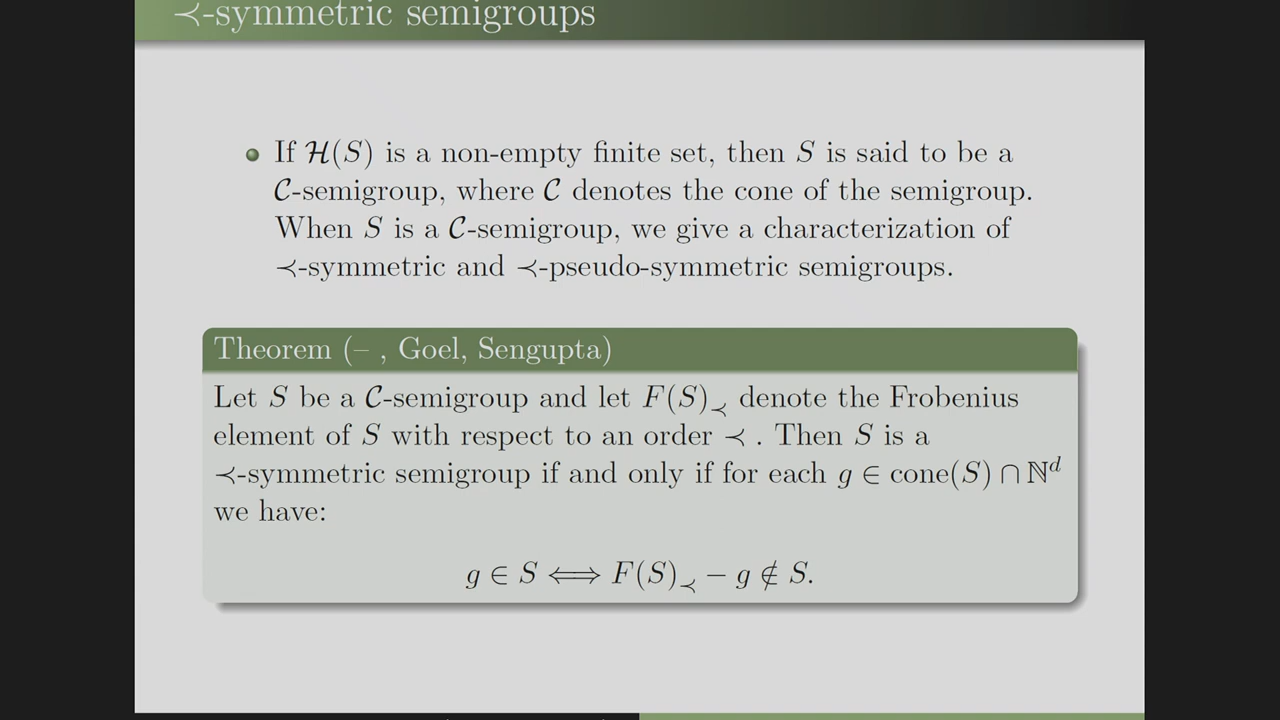 ≺-symmetric semigroups
If ℋ(S) is a non-empty finite set, then S is said to be a
𝒞-semigroup, where 𝒞 denotes the cone of the semigroup.
When S is a 𝒞-semigroup, we give a characterization of
≺-symmetric and ≺-pseudo-symmetric semigroups.
Theorem (– , Goel, Sengupta)
Let S be a 𝒞-semigroup and let F(S)≺ denote the Frobenius
element of S with respect to an order ≺ . Then S is a
≺-symmetric semigroup if and only if for each g ∈ cone(S) ∩ ℕᵈ
we have:
g ∈ S ⟺ F(S)≺ − g ∉ S.